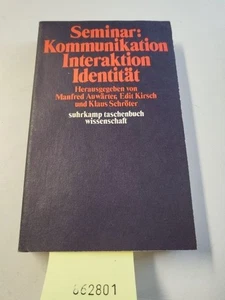 Seminar:
Kommunikation
Interaktion
Identität
Herausgegeben von
Manfred Auwärter, Edit Kirsch
und Klaus Schröter
suhrkamp taschenbuch
wissenschaft
662801